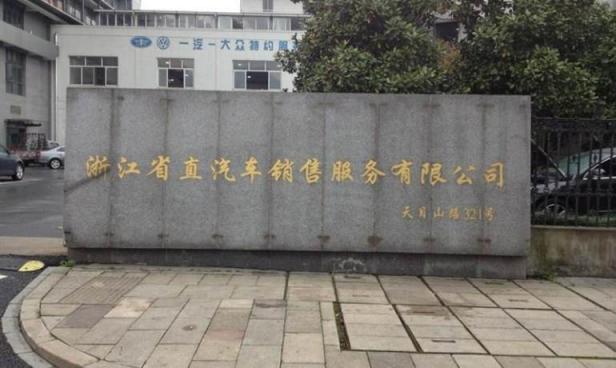 一汽-大众特约服
浙江省直汽车销售服务有限公司
天目山路321号